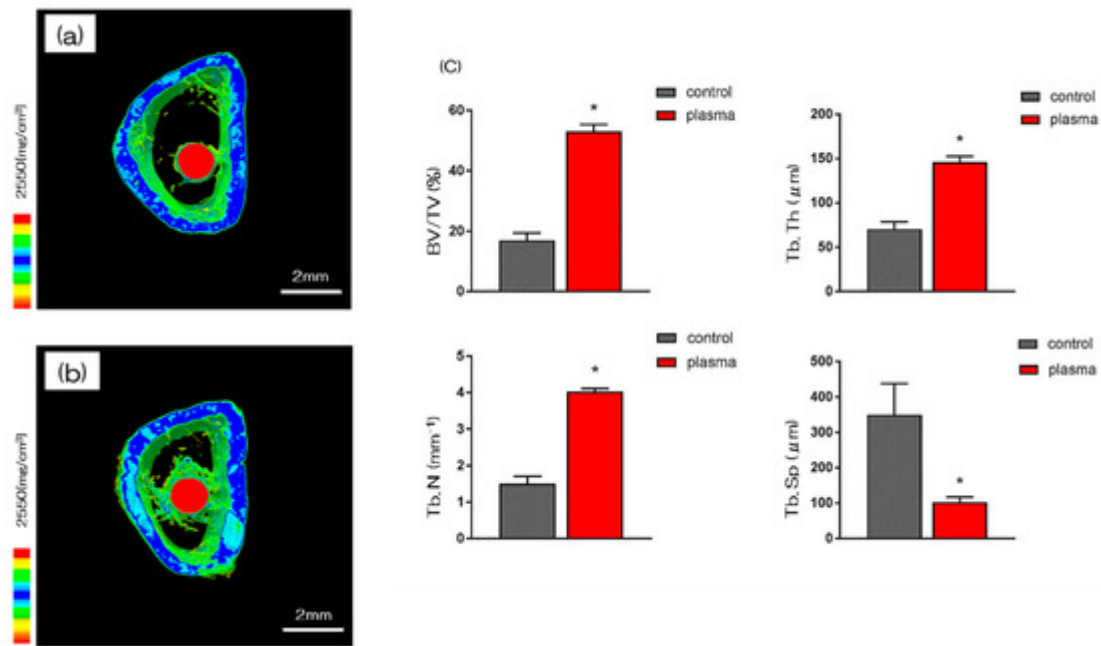 (a)
2550[mg/cm³]
2mm
(b)
2550[mg/cm³]
2mm
(C)
control
plasma
BV/TV (%)
60
40
20
0
*
control
plasma
Tb. Th (μm)
200
150
100
50
0
*
control
plasma
Tb. N (mm⁻¹)
5
4
3
2
1
0
*
control
plasma
Tb. Sp (μm)
500
400
300
200
100
0
*